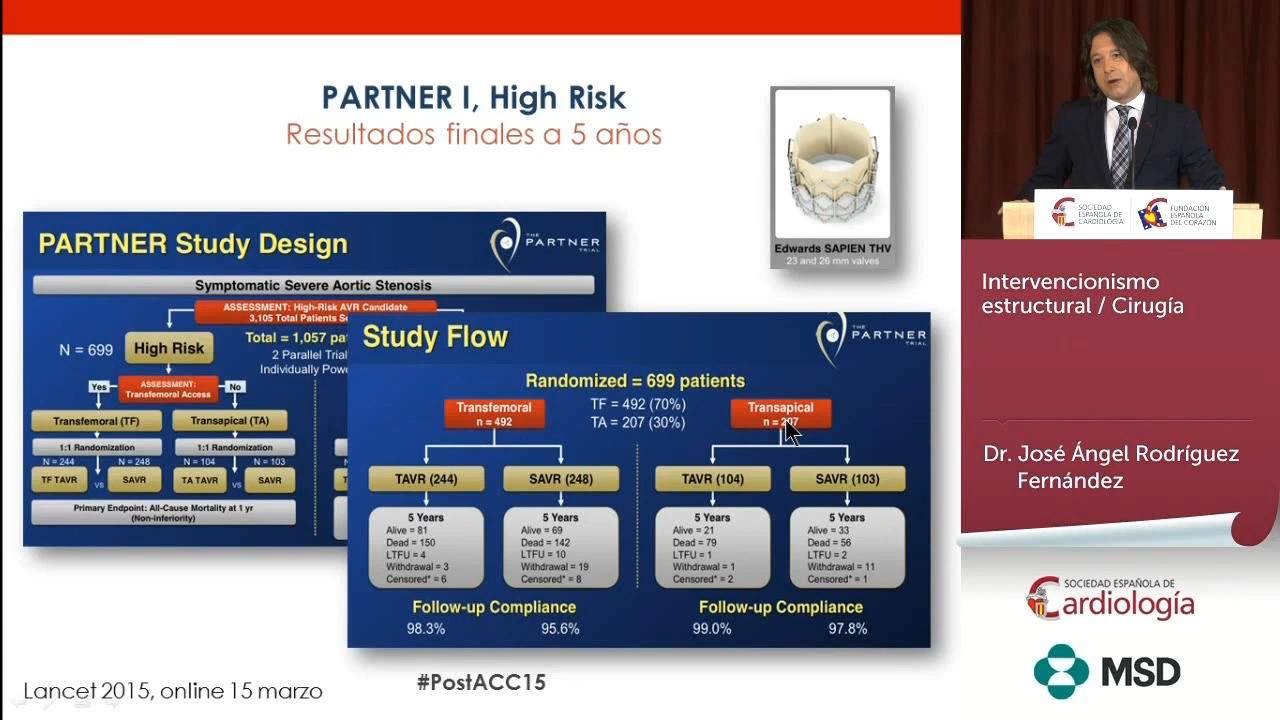 PARTNER I, High Risk
Resultados finales a 5 años
Edwards SAPIEN THV
23 and 26 mm valves
PARTNER Study Design
THE
PARTNER
TRIAL
Symptomatic Severe Aortic Stenosis
ASSESSMENT: High-Risk AVR Candidate
3,105 Total Patients
Total = 1,057
2 Parallel
Individually
N = 699
High Risk
Yes
ASSESSMENT:
Transfemoral Access
No
Transfemoral (TF)
Transapical (TA)
1:1 Randomization
1:1 Randomization
N = 244
N = 248
N = 104
N = 103
TF TAVR
VS
SAVR
TA TAVR
VS
SAVR
Primary Endpoint: All-Cause Mortality at 1 yr
(Non-inferiority)
Study Flow
THE
PARTNER
TRIAL
Randomized = 699 patients
Transfemoral
n = 492
TF = 492 (70%)
TA = 207 (30%)
Transapical
n = 207
TAVR (244)
SAVR (248)
TAVR (104)
SAVR (103)
5 Years
Alive = 81
Dead = 150
LTFU = 4
Withdrawal = 3
Censored* = 6
5 Years
Alive = 69
Dead = 142
LTFU = 10
Withdrawal = 19
Censored* = 8
5 Years
Alive = 21
Dead = 79
LTFU = 1
Withdrawal = 1
Censored* = 2
5 Years
Alive = 33
Dead = 56
LTFU = 2
Withdrawal = 11
Censored* = 1
Follow-up Compliance
98.3%
95.6%
Follow-up Compliance
99.0%
97.8%
Lancet 2015, online 15 marzo
#PostACC15
SOCIEDAD
ESPAÑOLA DE
CARDIOLOGÍA
FUNDACIÓN
ESPAÑOLA
DEL CORAZÓN
Intervencionismo
estructural / Cirugía
Dr. José Ángel Rodríguez
Fernández
SOCIEDAD ESPAÑOLA DE
Cardiología
MSD